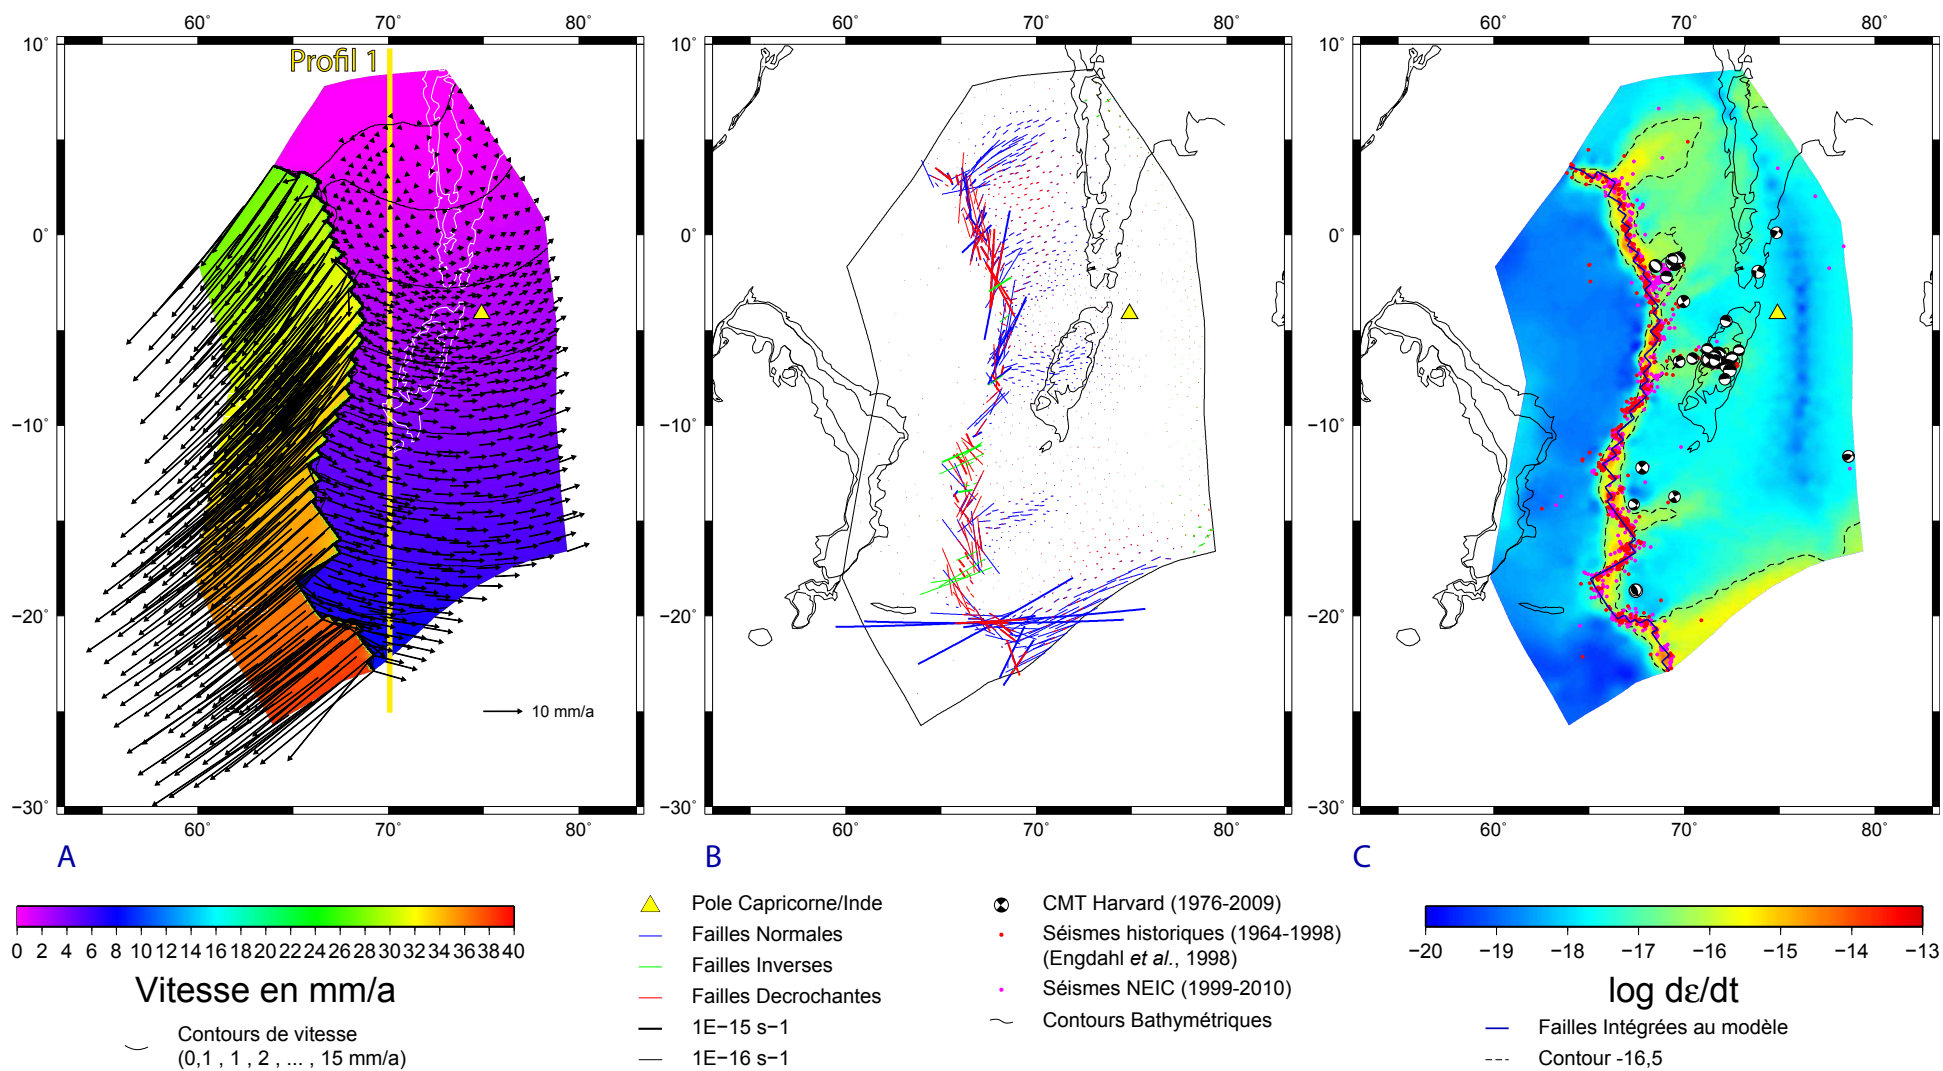 60° 70° 80° 60° 70° 80° 60° 70° 80°
10° 10° 10°
Profil 1
0° 0° 0°
−10° −10° −10°
−20° −20° −20°
10 mm/a
−30° −30° −30°
60° 70° 80° 60° 70° 80° 60° 70° 80°
A B C
0 2 4 6 8 10 12 14 16 18 20 22 24 26 28 30 32 34 36 38 40
Vitesse en mm/a
Contours de vitesse
(0,1 , 1 , 2 , ... , 15 mm/a)
Pole Capricorne/Inde
Failles Normales
Failles Inverses
Failles Decrochantes
1E−15 s−1
1E−16 s−1
CMT Harvard (1976-2009)
Séismes historiques (1964-1998)
(Engdahl et al., 1998)
Séismes NEIC (1999-2010)
Contours Bathymétriques
−20 −19 −18 −17 −16 −15 −14 −13
log dε/dt
Failles Intégrées au modèle
Contour -16,5